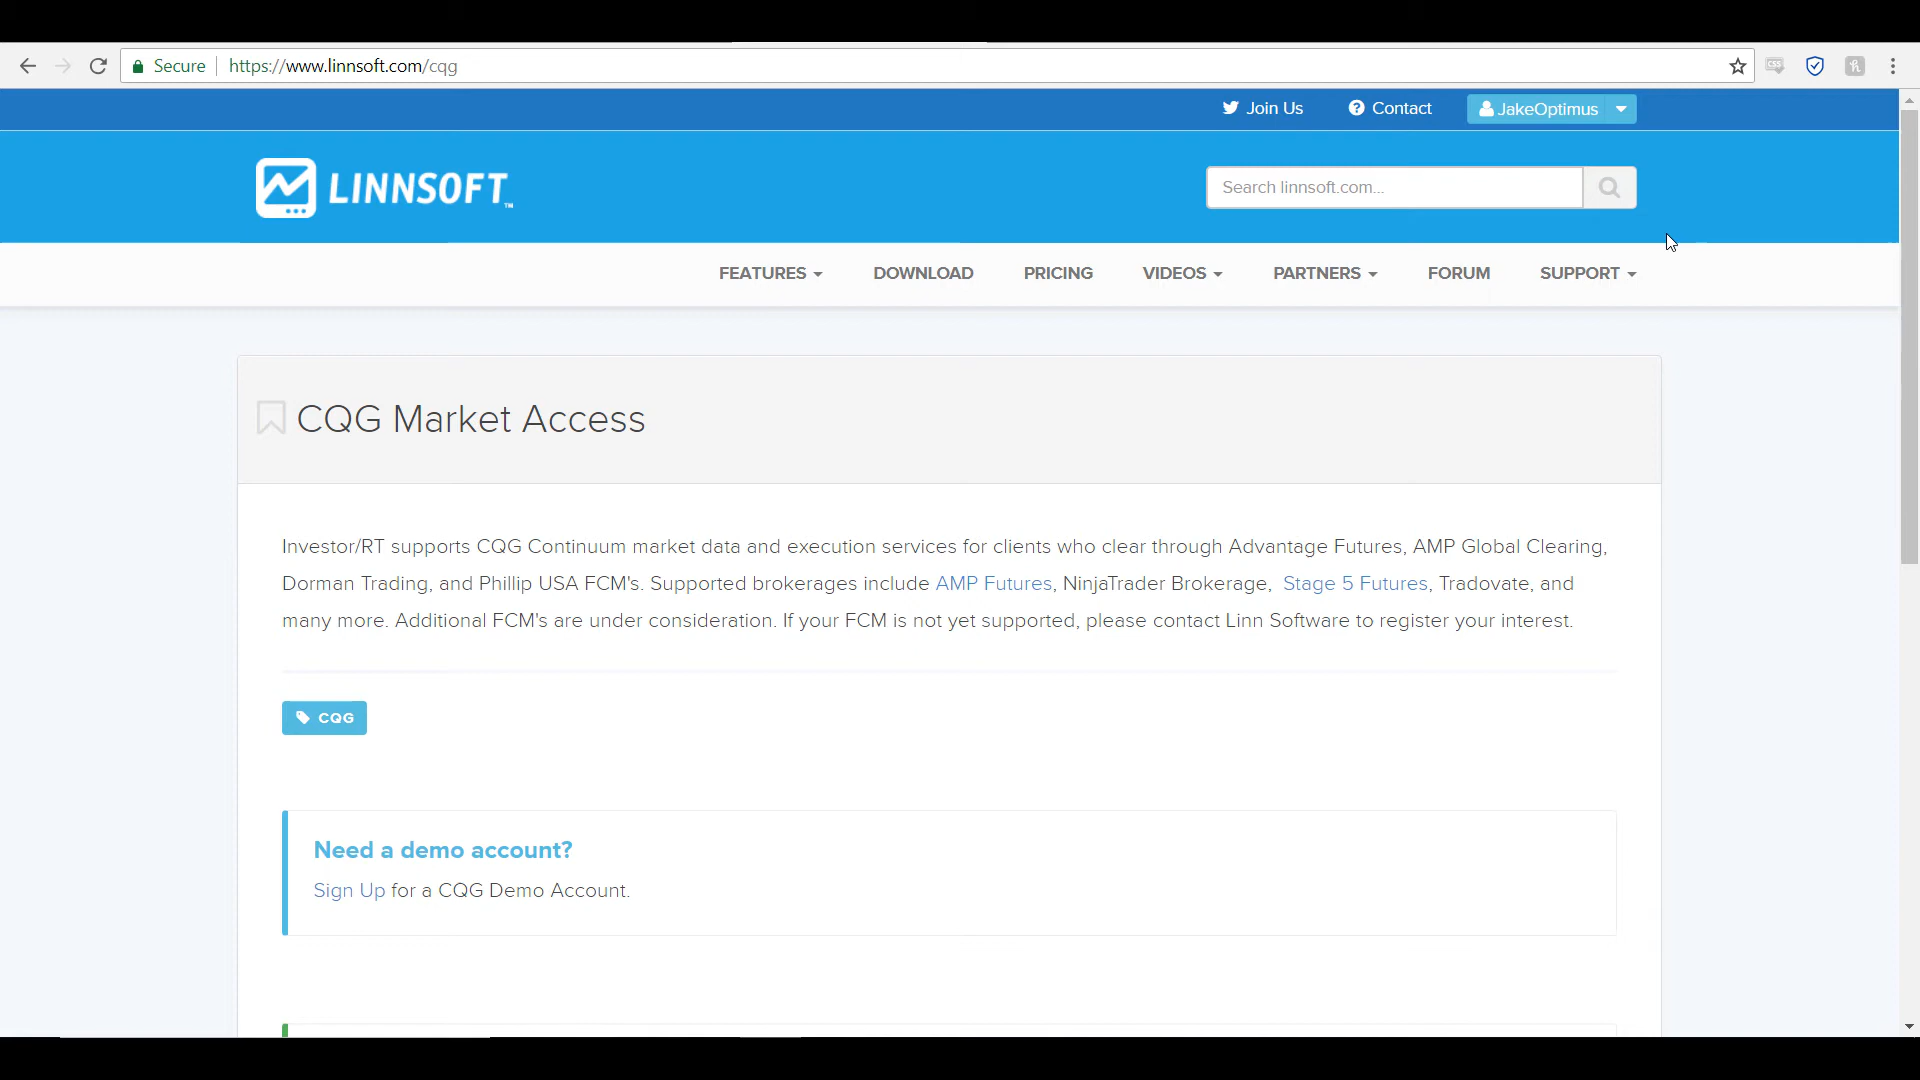 Secure https://www.linnsoft.com/cqg
Join Us Contact JakeOptimus
LINNSOFT™
Search linnsoft.com...
FEATURES DOWNLOAD PRICING VIDEOS PARTNERS FORUM SUPPORT
CQG Market Access
Investor/RT supports CQG Continuum market data and execution services for clients who clear through Advantage Futures, AMP Global Clearing,
Dorman Trading, and Phillip USA FCM's. Supported brokerages include AMP Futures, NinjaTrader Brokerage, Stage 5 Futures, Tradovate, and
many more. Additional FCM's are under consideration. If your FCM is not yet supported, please contact Linn Software to register your interest.
CQG
Need a demo account?
Sign Up for a CQG Demo Account.